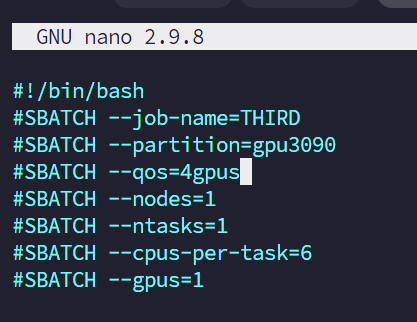 GNU nano 2.9.8
#!/bin/bash
#SBATCH --job-name=THIRD
#SBATCH --partition=gpu3090
#SBATCH --qos=4gpus
#SBATCH --nodes=1
#SBATCH --ntasks=1
#SBATCH --cpus-per-task=6
#SBATCH --gpus=1